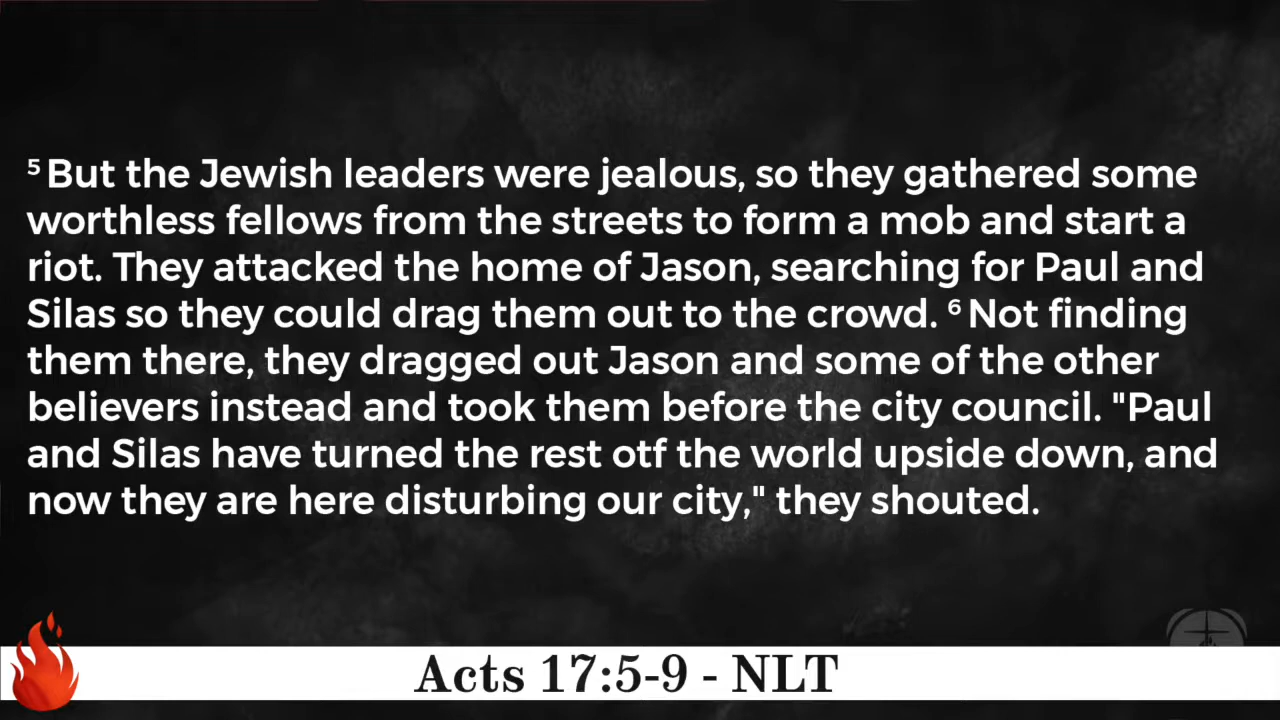 ⁵ But the Jewish leaders were jealous, so they gathered some
worthless fellows from the streets to form a mob and start a
riot. They attacked the home of Jason, searching for Paul and
Silas so they could drag them out to the crowd. ⁶ Not finding
them there, they dragged out Jason and some of the other
believers instead and took them before the city council. "Paul
and Silas have turned the rest otf the world upside down, and
now they are here disturbing our city," they shouted.
Acts 17:5-9 - NLT